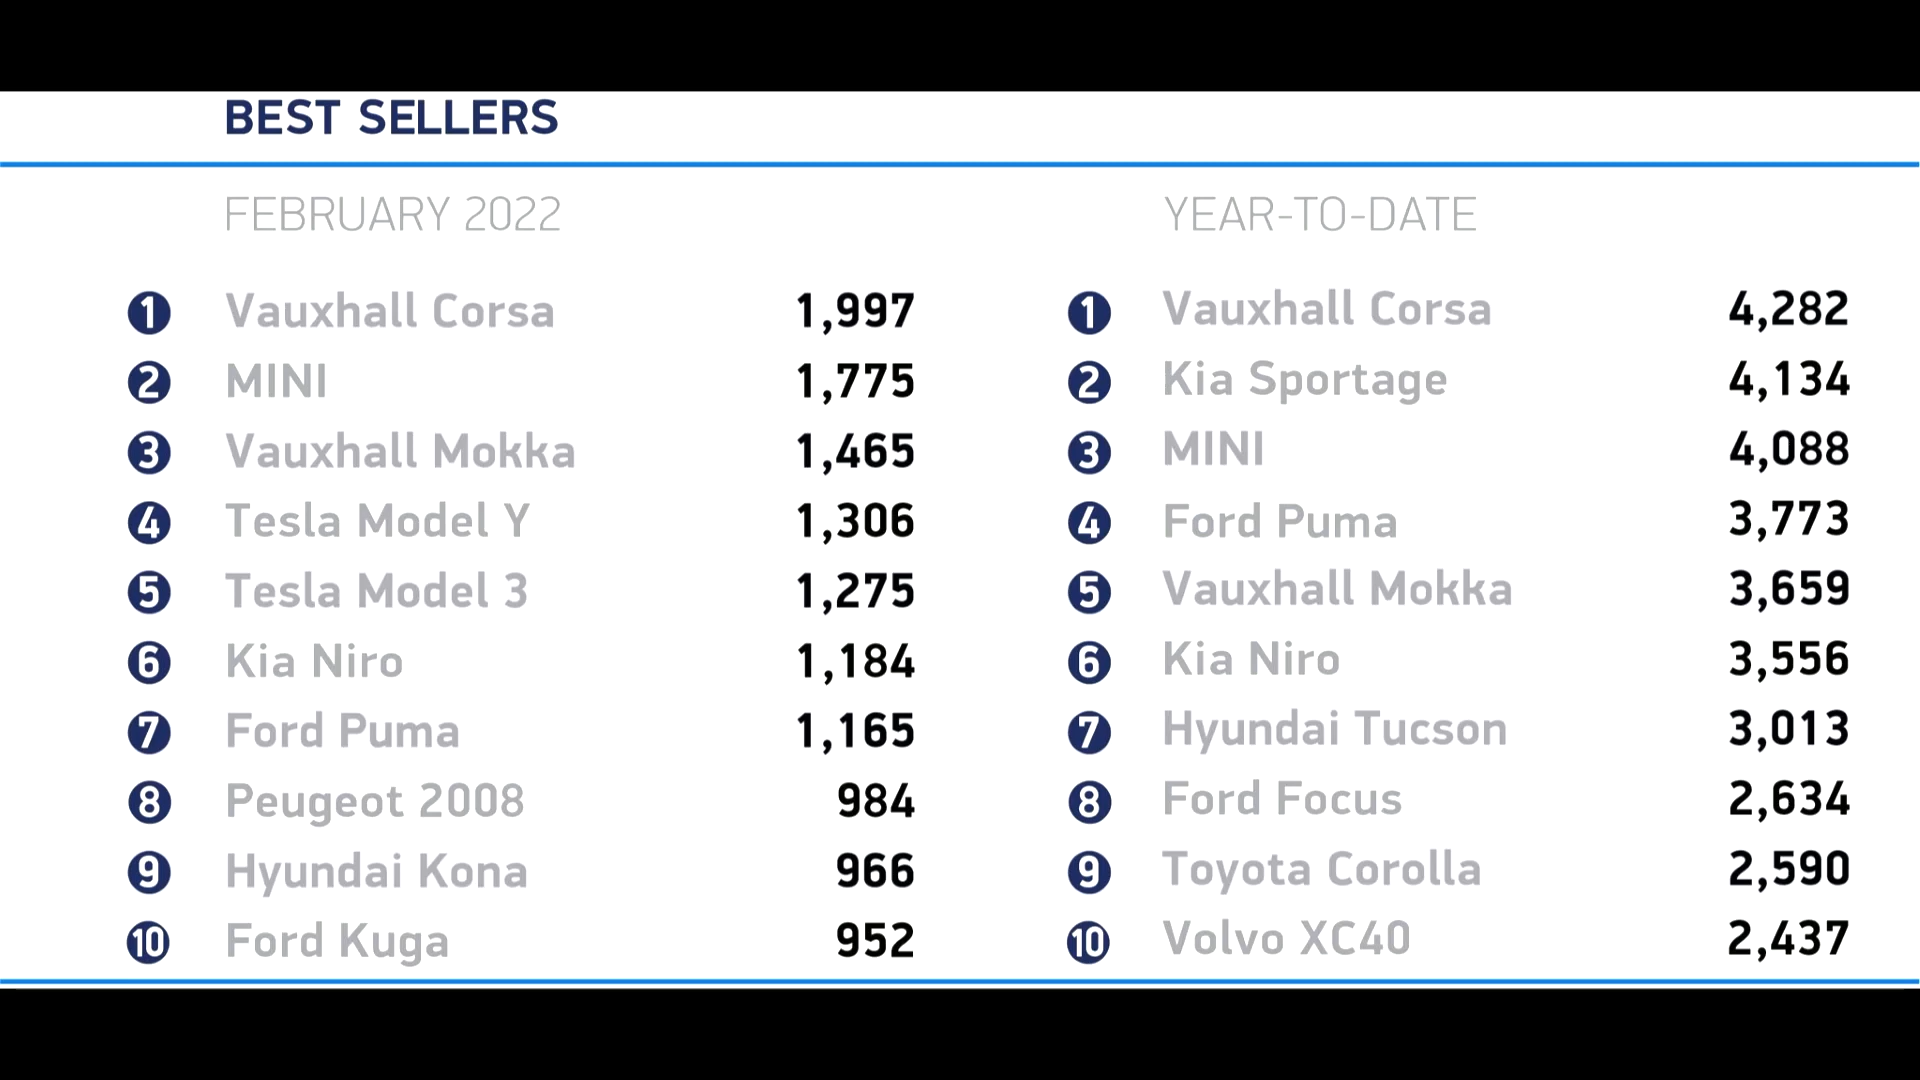 BEST SELLERS
FEBRUARY 2022
1 Vauxhall Corsa 1,997
2 MINI 1,775
3 Vauxhall Mokka 1,465
4 Tesla Model Y 1,306
5 Tesla Model 3 1,275
6 Kia Niro 1,184
7 Ford Puma 1,165
8 Peugeot 2008 984
9 Hyundai Kona 966
10 Ford Kuga 952
YEAR-TO-DATE
1 Vauxhall Corsa 4,282
2 Kia Sportage 4,134
3 MINI 4,088
4 Ford Puma 3,773
5 Vauxhall Mokka 3,659
6 Kia Niro 3,556
7 Hyundai Tucson 3,013
8 Ford Focus 2,634
9 Toyota Corolla 2,590
10 Volvo XC40 2,437